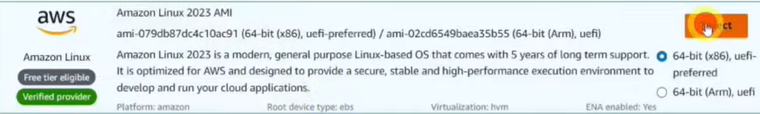 aws
Amazon Linux
Free tier eligible
Verified provider
Amazon Linux 2023 AMI
ami-079db87dc4c10ac91 (64-bit (x86), uefi-preferred) / ami-02cd6549baea35b55 (64-bit (Arm), uefi)
Amazon Linux 2023 is a modern, general purpose Linux-based OS that comes with 5 years of long term support.
It is optimized for AWS and designed to provide a secure, stable and high-performance execution environment to
develop and run your cloud applications.
Platform: amazon
Root device type: ebs
Virtualization: hvm
ENA enabled: Yes
64-bit (x86), uefi-
preferred
64-bit (Arm), uefi